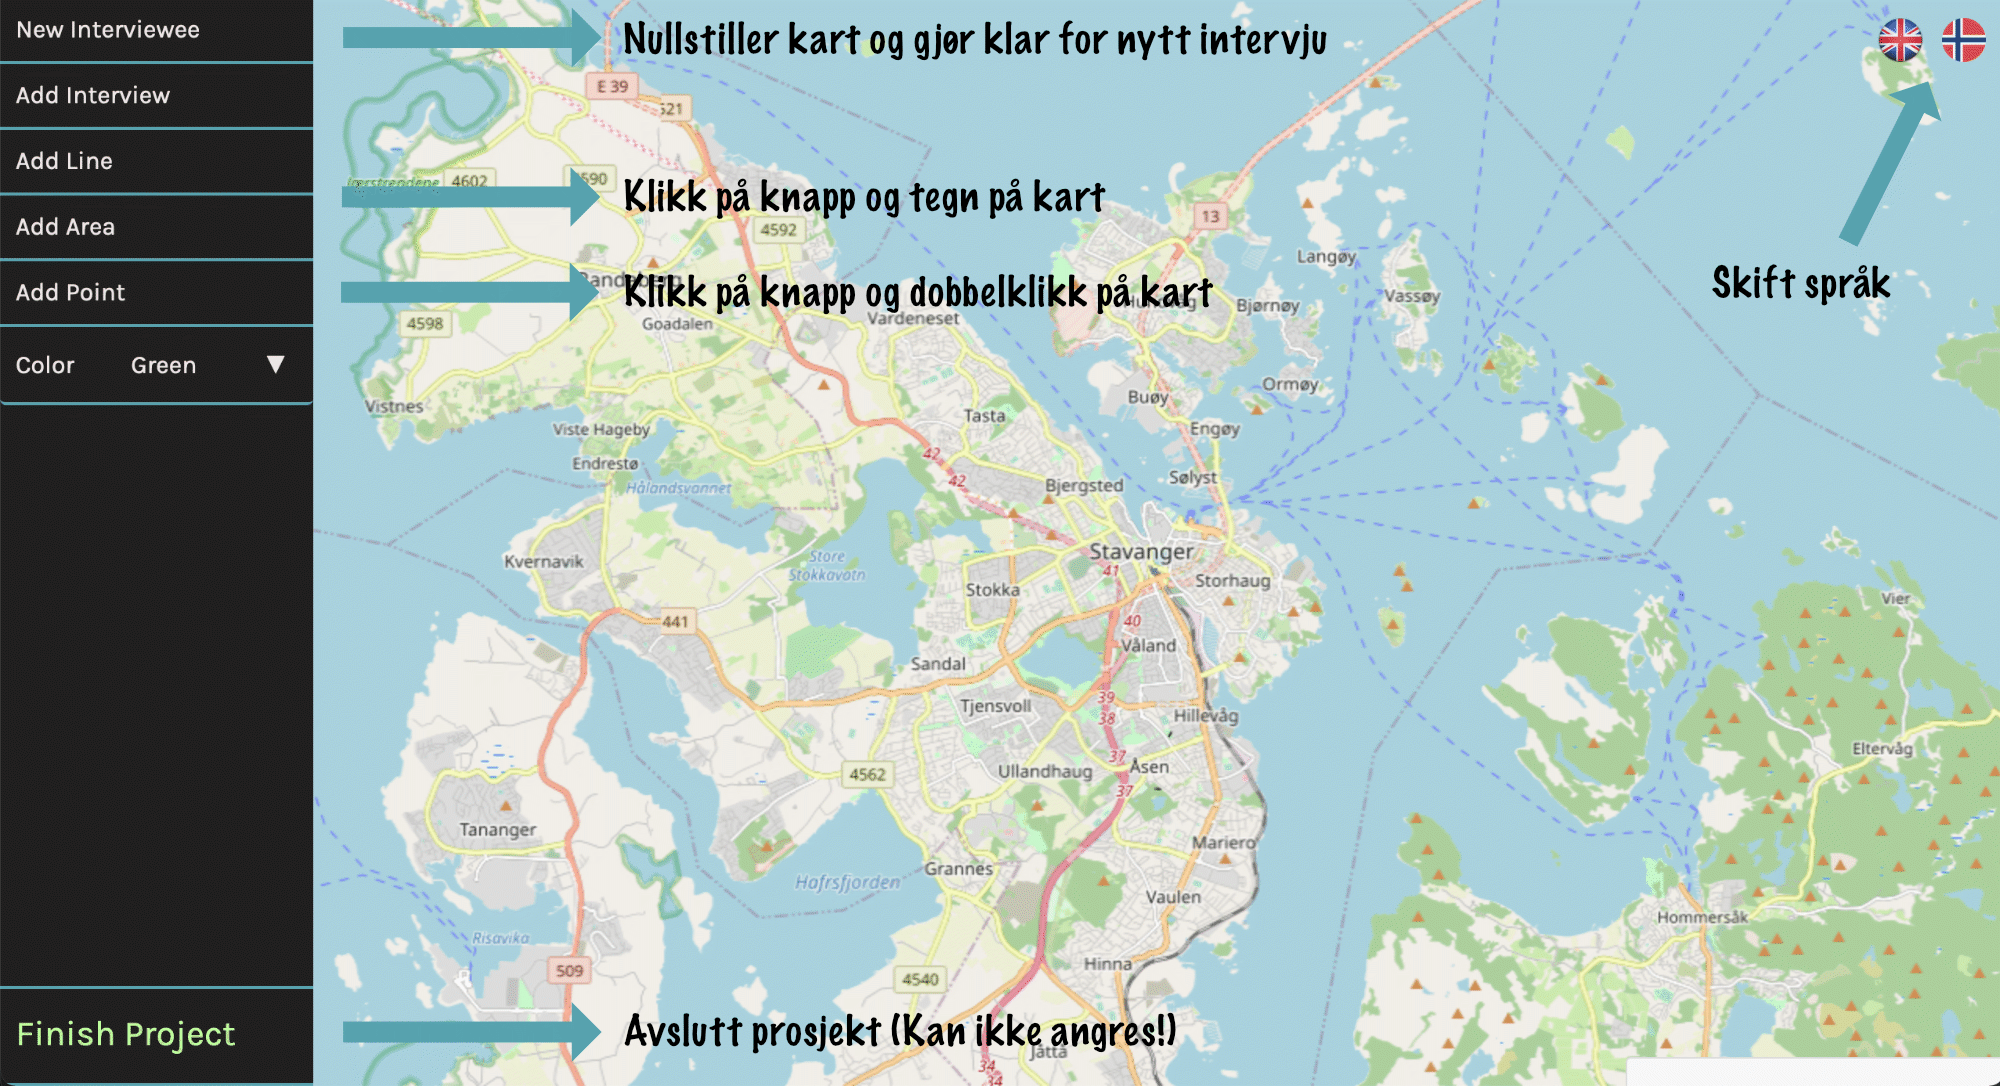 New Interviewee
Nullstiller kart og gjør klar for nytt intervju
Add Interview
Add Line
Klikk på knapp og tegn på kart
Add Area
Add Point
Klikk på knapp og dobbelklikk på kart
Skift språk
Color Green
Finish Project
Avslutt prosjekt (Kan ikke angres!)
E 39
521
4602
590
4592
13
Langøy
Vassøy
Bjørnøy
4598
Goadalen
Vardeneset
Ormøy
Buøy
Vistnes
Tasta
Viste Hageby
Engøy
42
Endrestø
Hålandsvannet
42
Bjergsted
Sølyst
Kvernavik
Store
Stokkavatn
Stavanger
41
Stokka
Storhaug
Vier
441
40
Våland
Sandal
39
Tjensvoll
38
Hillevåg
Eltervåg
37
Åsen
4562
Ullandhaug
37
Tananger
Mariero
Grannes
Hafrsfjorden
Vaulen
Hommersåk
Risavika
509
4540
Hinna
Jåttå
34
34